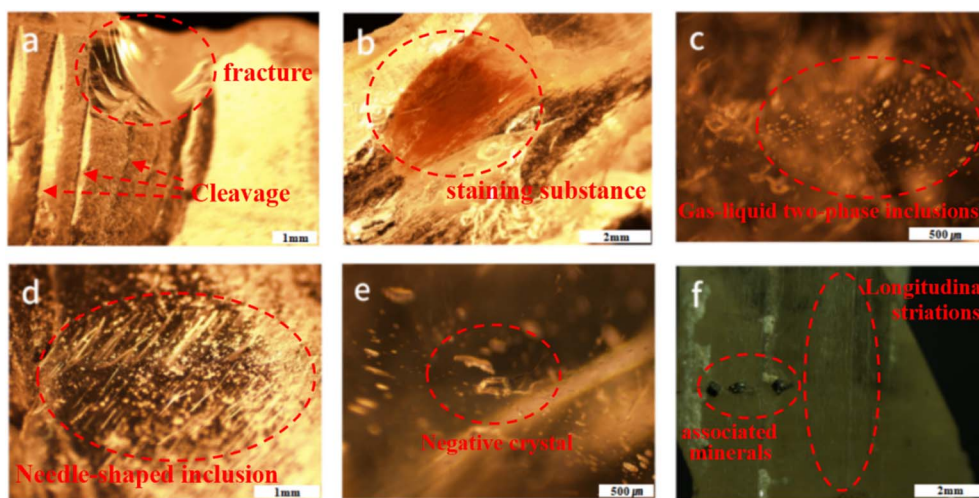 a
fracture
Cleavage
1mm
b
staining substance
2mm
c
Gas-liquid two-phase inclusions
500 μm
d
Needle-shaped inclusion
1mm
e
Negative crystal
500 μm
f
Longitudina
striations
associated
minerals
2mm